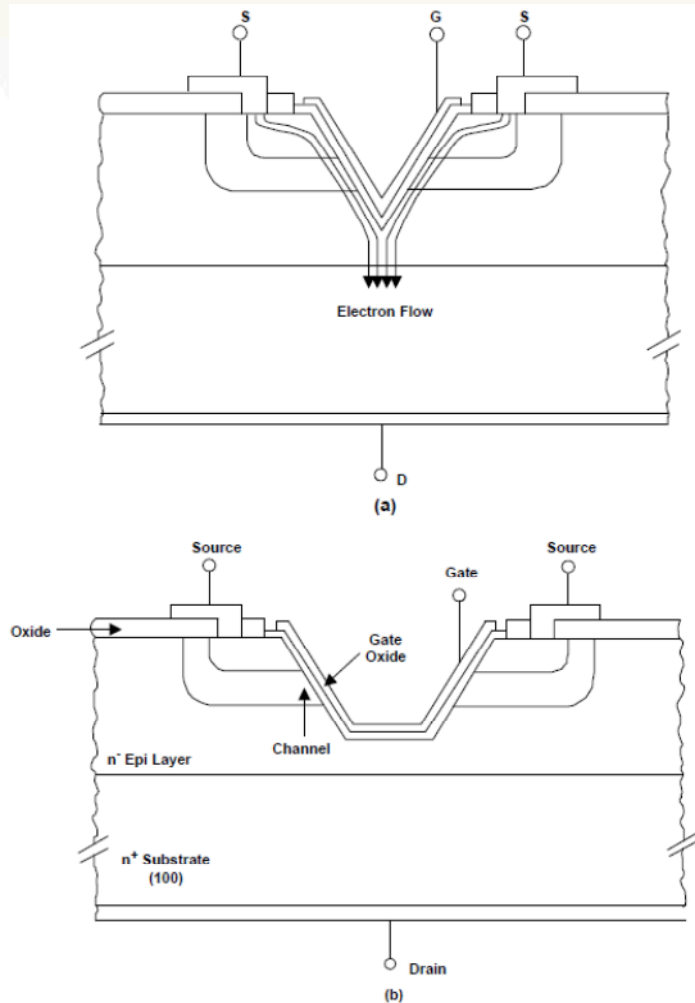 S G S
Electron Flow
D
(a)
Source Source
Gate
Oxide
Gate
Oxide
Channel
n⁻ Epi Layer
n⁺ Substrate
(100)
Drain
(b)